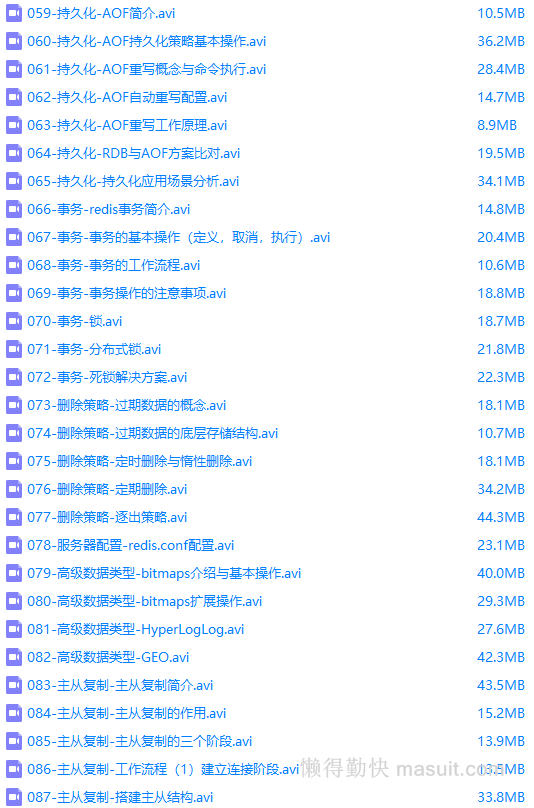 059-持久化-AOF简介.avi 10.5MB
060-持久化-AOF持久化策略基本操作.avi 36.2MB
061-持久化-AOF重写概念与命令执行.avi 28.4MB
062-持久化-AOF自动重写配置.avi 14.7MB
063-持久化-AOF重写工作原理.avi 8.9MB
064-持久化-RDB与AOF方案比对.avi 19.5MB
065-持久化-持久化应用场景分析.avi 34.1MB
066-事务-redis事务简介.avi 14.8MB
067-事务-事务的基本操作（定义，取消，执行）.avi 20.4MB
068-事务-事务的工作流程.avi 10.6MB
069-事务-事务操作的注意事项.avi 18.8MB
070-事务-锁.avi 18.7MB
071-事务-分布式锁.avi 21.8MB
072-事务-死锁解决方案.avi 22.3MB
073-删除策略-过期数据的概念.avi 18.1MB
074-删除策略-过期数据的底层存储结构.avi 10.7MB
075-删除策略-定时删除与惰性删除.avi 18.1MB
076-删除策略-定期删除.avi 34.2MB
077-删除策略-逐出策略.avi 44.3MB
078-服务器配置-redis.conf配置.avi 23.1MB
079-高级数据类型-bitmaps介绍与基本操作.avi 40.0MB
080-高级数据类型-bitmaps扩展操作.avi 29.3MB
081-高级数据类型-HyperLogLog.avi 27.6MB
082-高级数据类型-GEO.avi 42.3MB
083-主从复制-主从复制简介.avi 43.5MB
084-主从复制-主从复制的作用.avi 15.2MB
085-主从复制-主从复制的三个阶段.avi 13.9MB
086-主从复制-工作流程（1）建立连接阶段.avi 懒得勤快 masuit.com
087-主从复制-搭建主从结构.avi 33.8MB